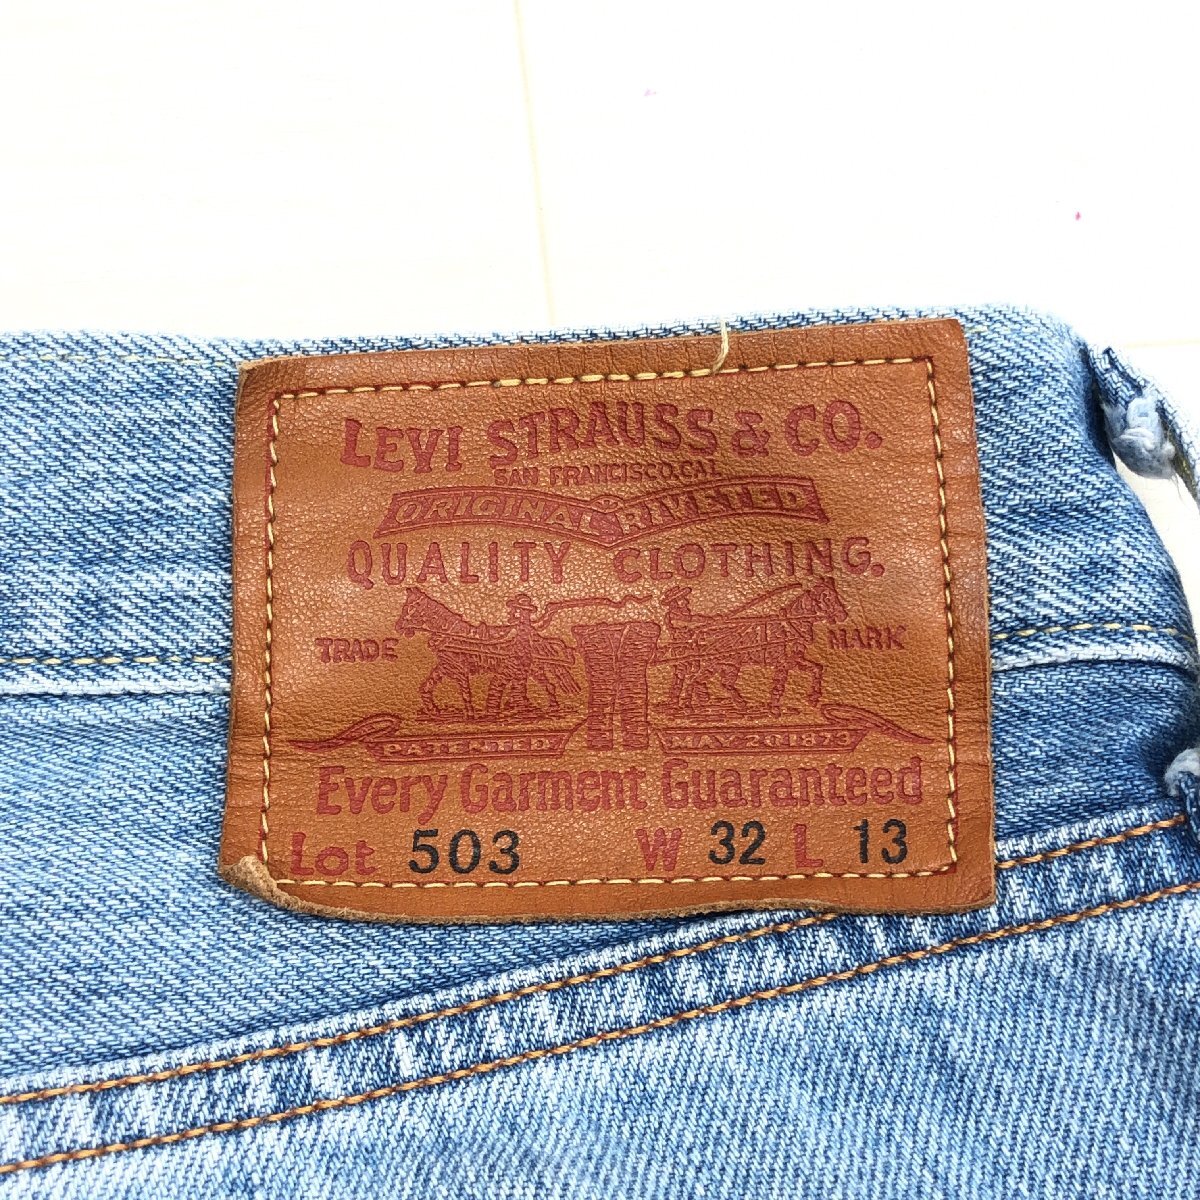 LEVI STRAUSS & CO.
SAN FRANCISCO, CAL
ORIGINAL RIVETED
QUALITY CLOTHING.
TRADE MARK
PATENTED MAY 20 1873
Every Garment Guaranteed
Lot 503 W 32 L 13